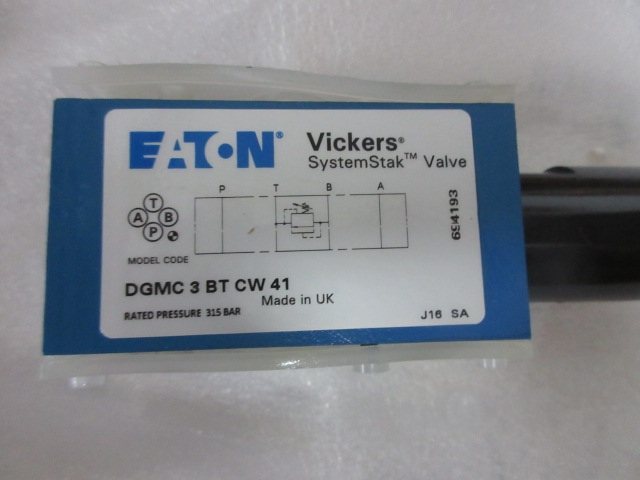 EATON® Vickers®
SystemStak™ Valve
P T B A
T
A B
P
694193
MODEL CODE
DGMC 3 BT CW 41
Made in UK
RATED PRESSURE 315 BAR
J16 SA